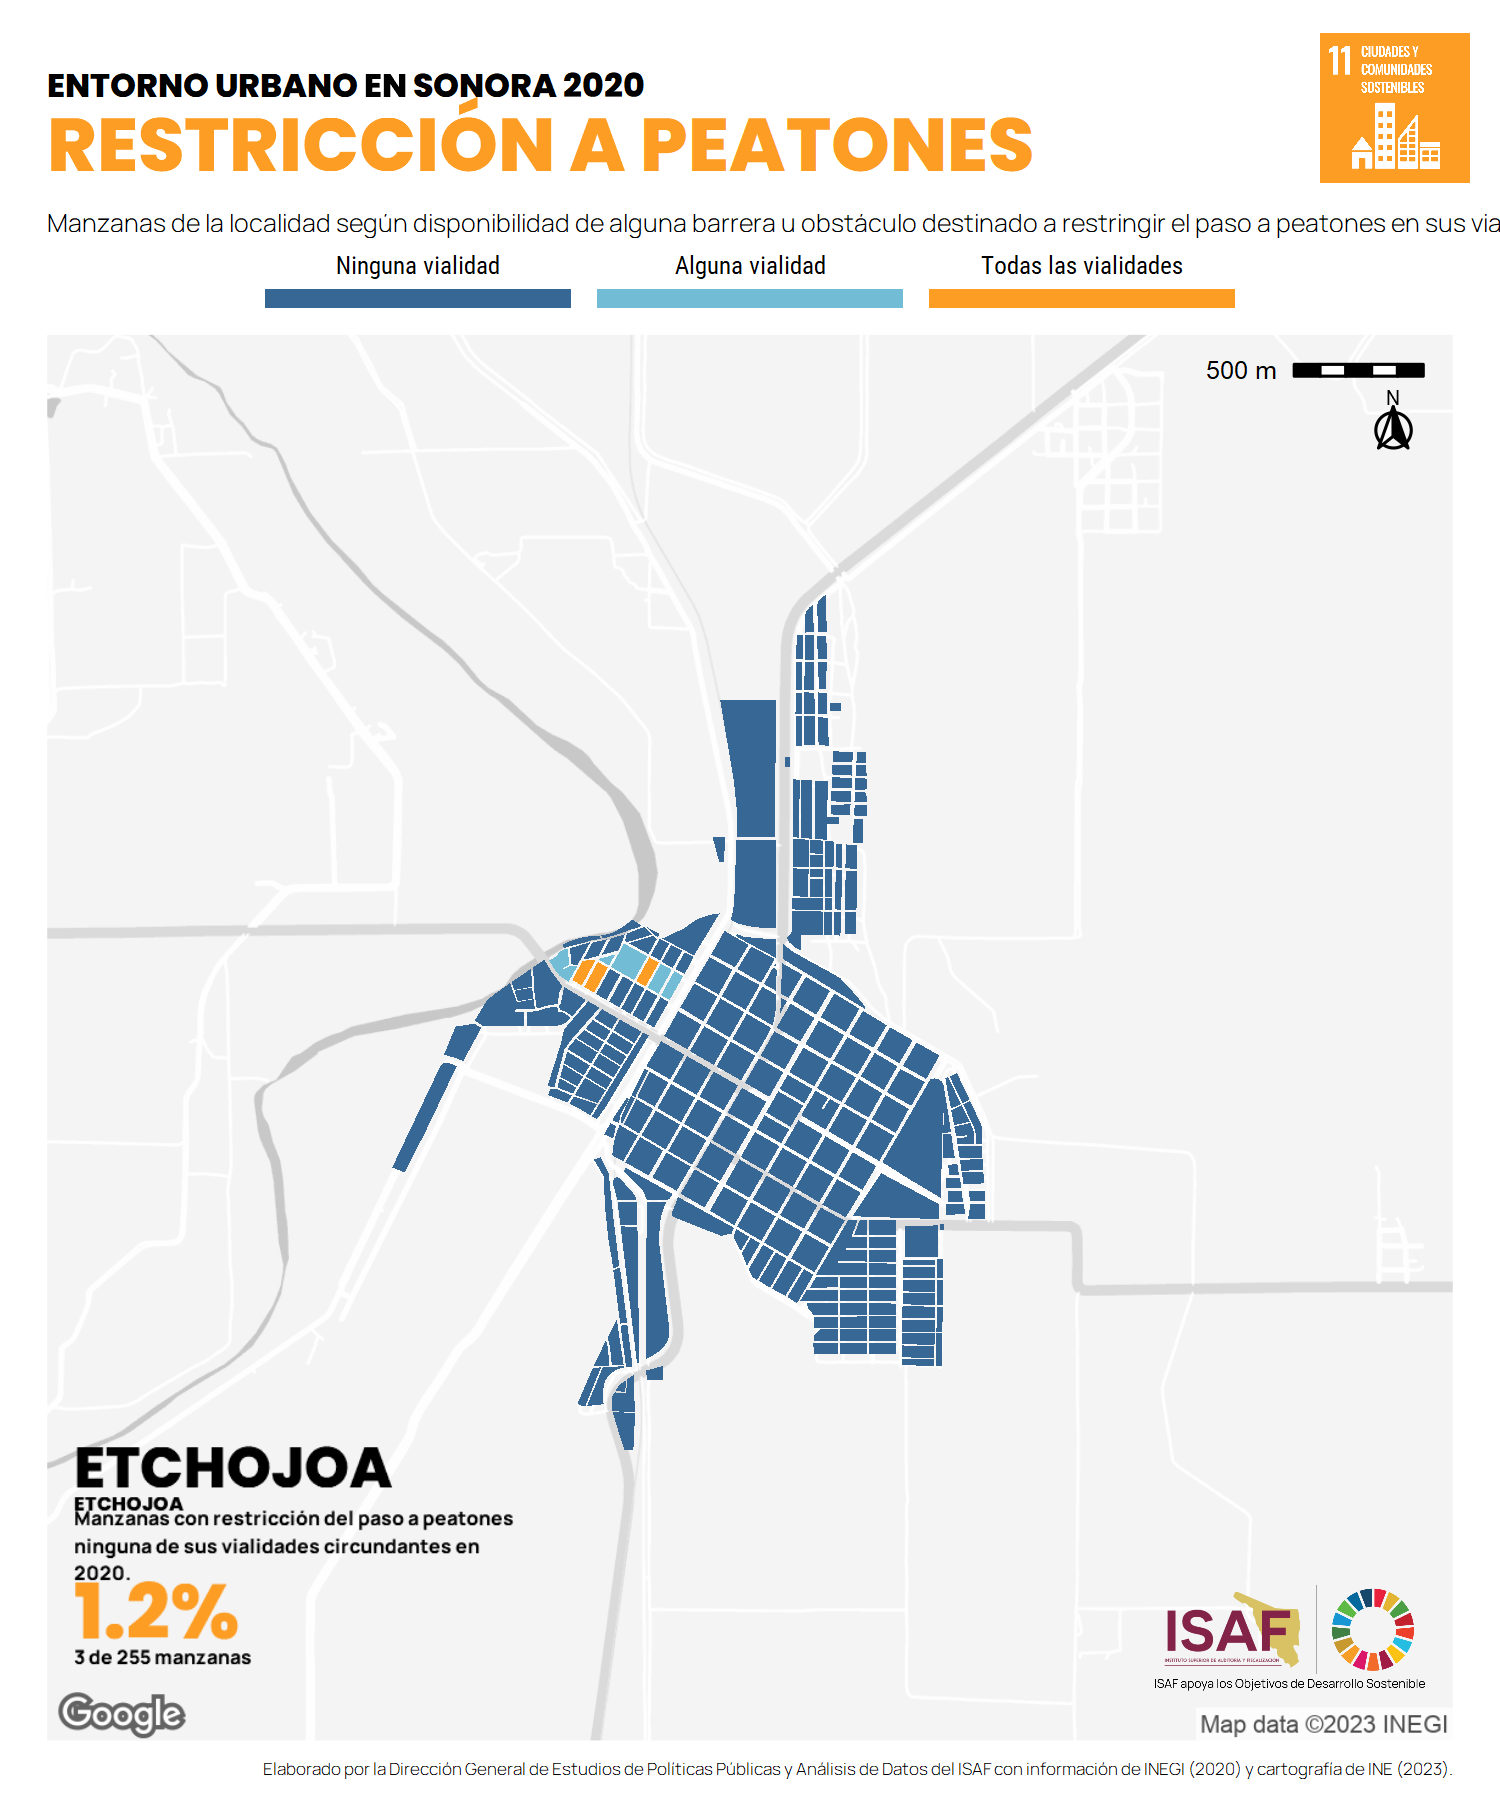 ENTORNO URBANO EN SONORA 2020
RESTRICCIÓN A PEATONES
11 CIUDADES Y
COMUNIDADES
SOSTENIBLES
Manzanas de la localidad según disponibilidad de alguna barrera u obstáculo destinado a restringir el paso a peatones en sus via
Ninguna vialidad
Alguna vialidad
Todas las vialidades
500 m
N
ETCHOJOA
ETCHOJOA
Manzanas con restricción del paso a peatones
ninguna de sus vialidades circundantes en
2020.
1.2%
3 de 255 manzanas
Google
ISAF
INSTITUTO SUPERIOR DE AUDITORÍA Y FISCALIZACIÓN
ISAF apoya los Objetivos de Desarrollo Sostenible
Map data ©2023 INEGI
Elaborado por la Dirección General de Estudios de Políticas Públicas y Análisis de Datos del ISAF con información de INEGI (2020) y cartografía de INE (2023).